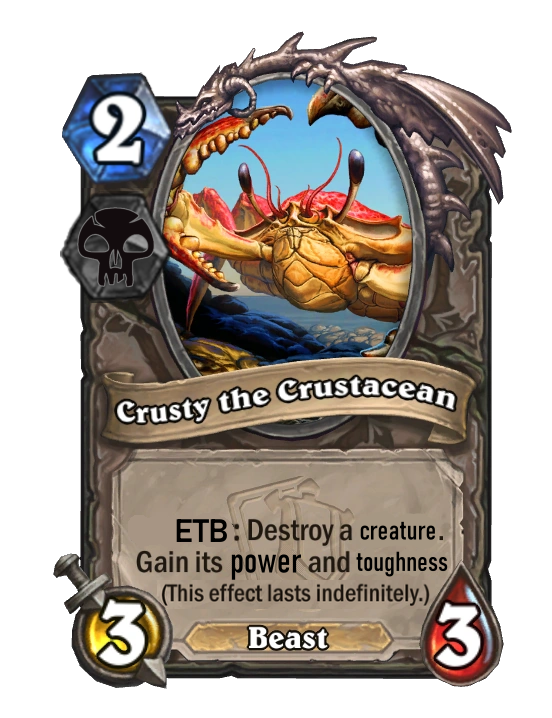 2
Crusty the Crustacean
ETB : Destroy a creature.
Gain its power and toughness
(This effect lasts indefinitely.)
3
Beast
3